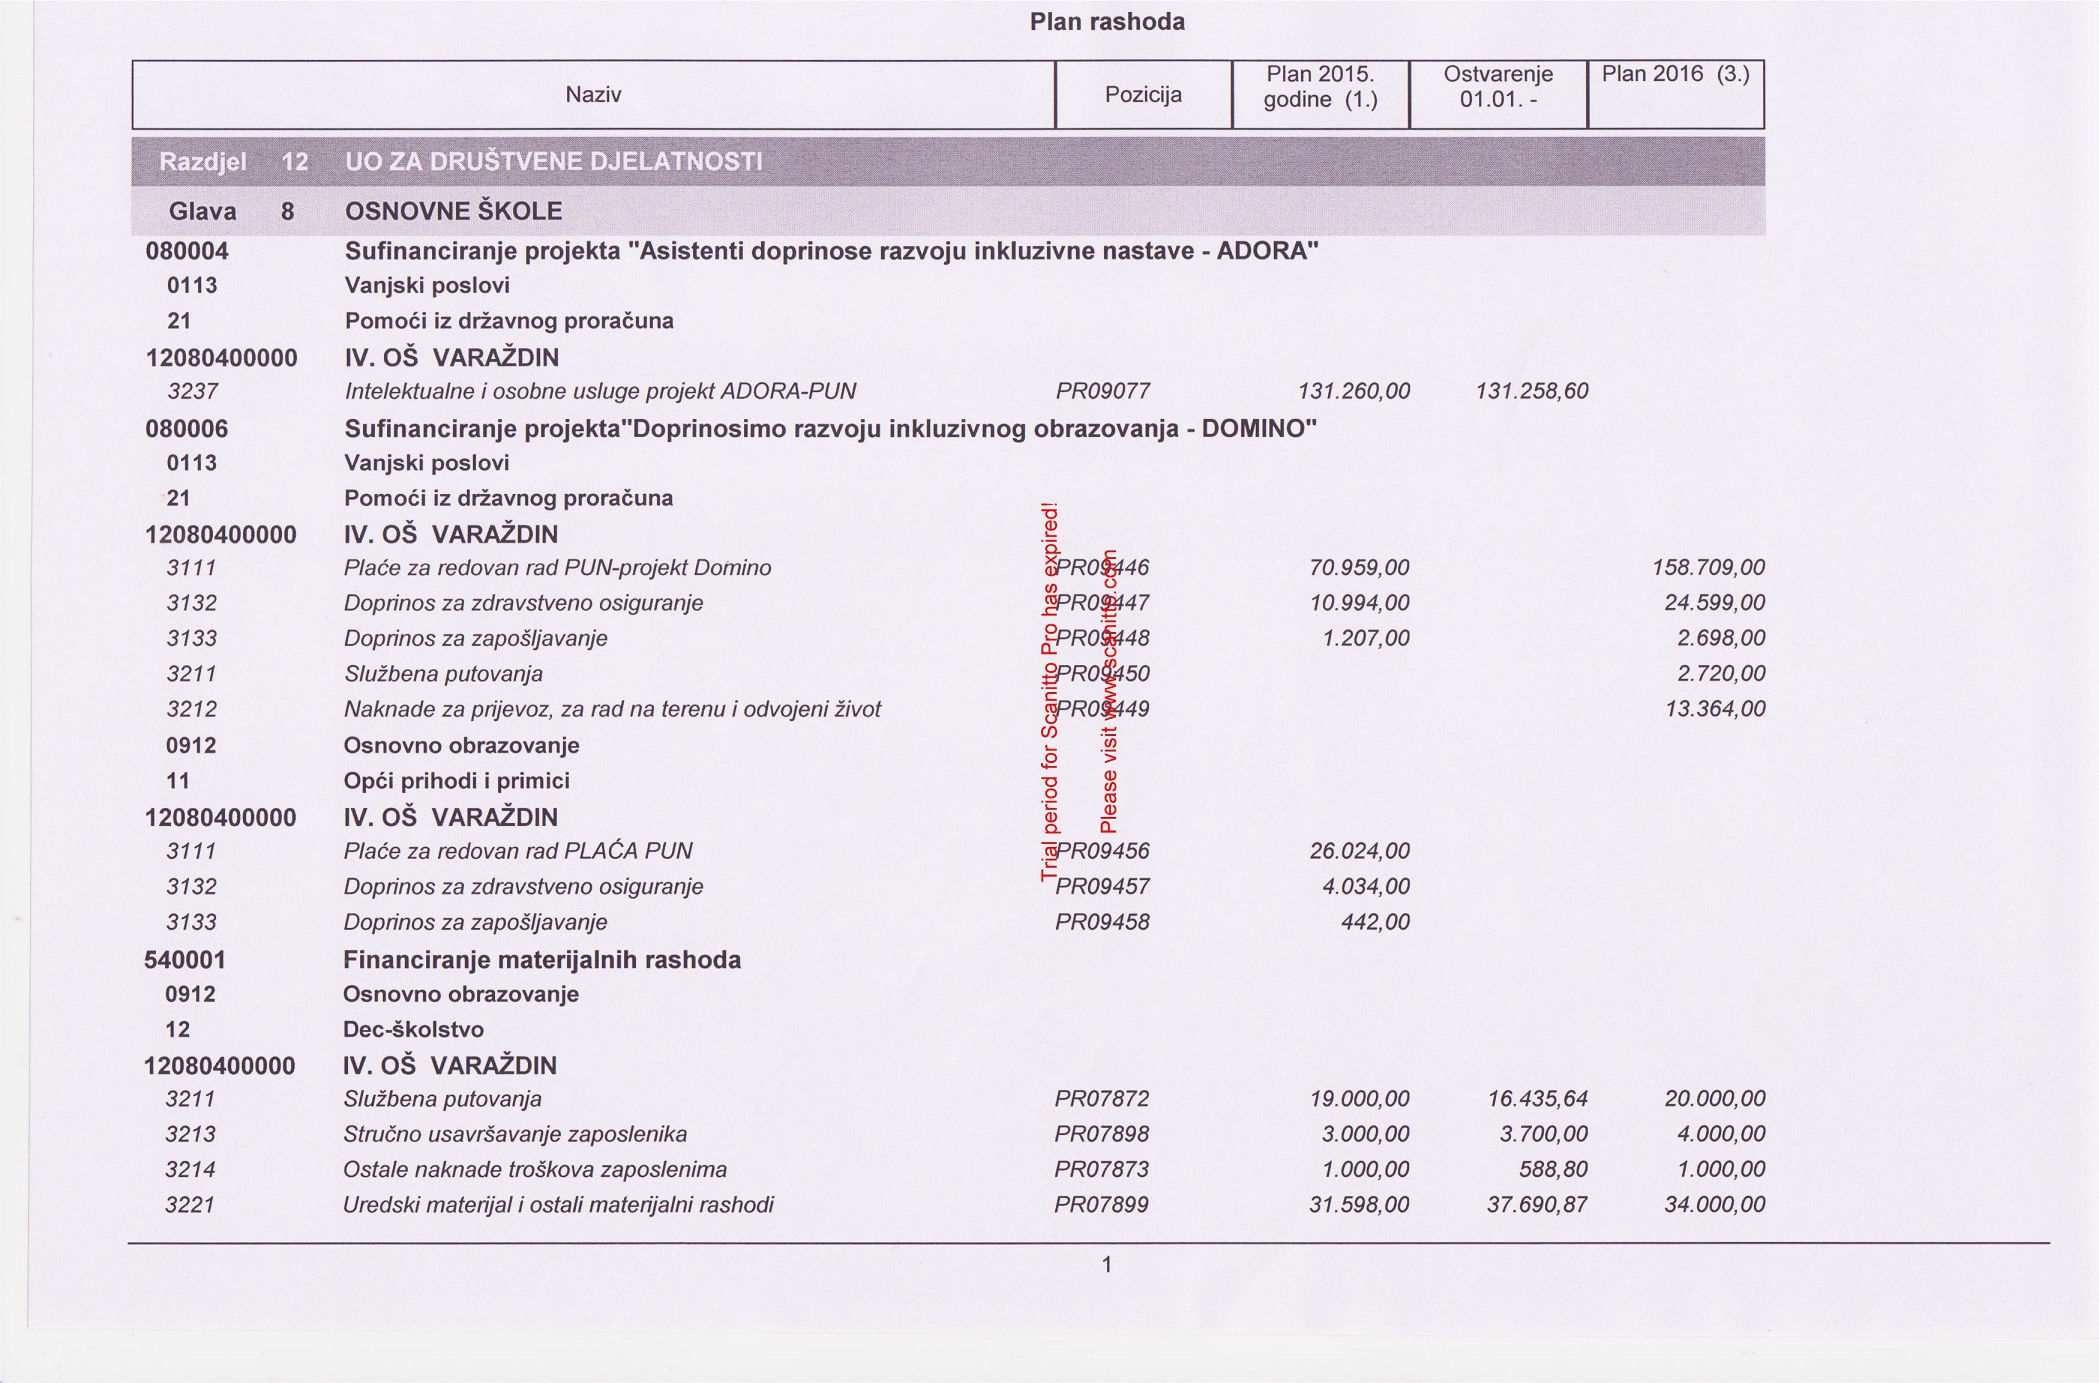 Plan rashoda
Naziv Pozicija Plan 2015. godine (1.) Ostvarenje 01.01. - Plan 2016 (3.)
Razdjel 12 UO ZA DRUŠTVENE DJELATNOSTI
Glava 8 OSNOVNE ŠKOLE
080004 Sufinanciranje projekta "Asistenti doprinose razvoju inkluzivne nastave - ADORA"
0113 Vanjski poslovi
21 Pomoći iz državnog proračuna
12080400000 IV. OŠ VARAŽDIN
3237 Intelektualne i osobne usluge projekt ADORA-PUN PR09077 131.260,00 131.258,60
080006 Sufinanciranje projekta"Doprinosimo razvoju inkluzivnog obrazovanja - DOMINO"
0113 Vanjski poslovi
21 Pomoći iz državnog proračuna
12080400000 IV. OŠ VARAŽDIN
3111 Plaće za redovan rad PUN-projekt Domino PR09446 70.959,00 158.709,00
3132 Doprinos za zdravstveno osiguranje PR09447 10.994,00 24.599,00
3133 Doprinos za zapošljavanje PR09448 1.207,00 2.698,00
3211 Službena putovanja PR09450 2.720,00
3212 Naknade za prijevoz, za rad na terenu i odvojeni život PR09449 13.364,00
0912 Osnovno obrazovanje
11 Opći prihodi i primici
12080400000 IV. OŠ VARAŽDIN
3111 Plaće za redovan rad PLAĆA PUN PR09456 26.024,00
3132 Doprinos za zdravstveno osiguranje PR09457 4.034,00
3133 Doprinos za zapošljavanje PR09458 442,00
540001 Financiranje materijalnih rashoda
0912 Osnovno obrazovanje
12 Dec-školstvo
12080400000 IV. OŠ VARAŽDIN
3211 Službena putovanja PR07872 19.000,00 16.435,64 20.000,00
3213 Stručno usavršavanje zaposlenika PR07898 3.000,00 3.700,00 4.000,00
3214 Ostale naknade troškova zaposlenima PR07873 1.000,00 588,80 1.000,00
3221 Uredski materijal i ostali materijalni rashodi PR07899 31.598,00 37.690,87 34.000,00
1
Trial period for Scanitto Pro has expired!
Please visit www.scanitto.com